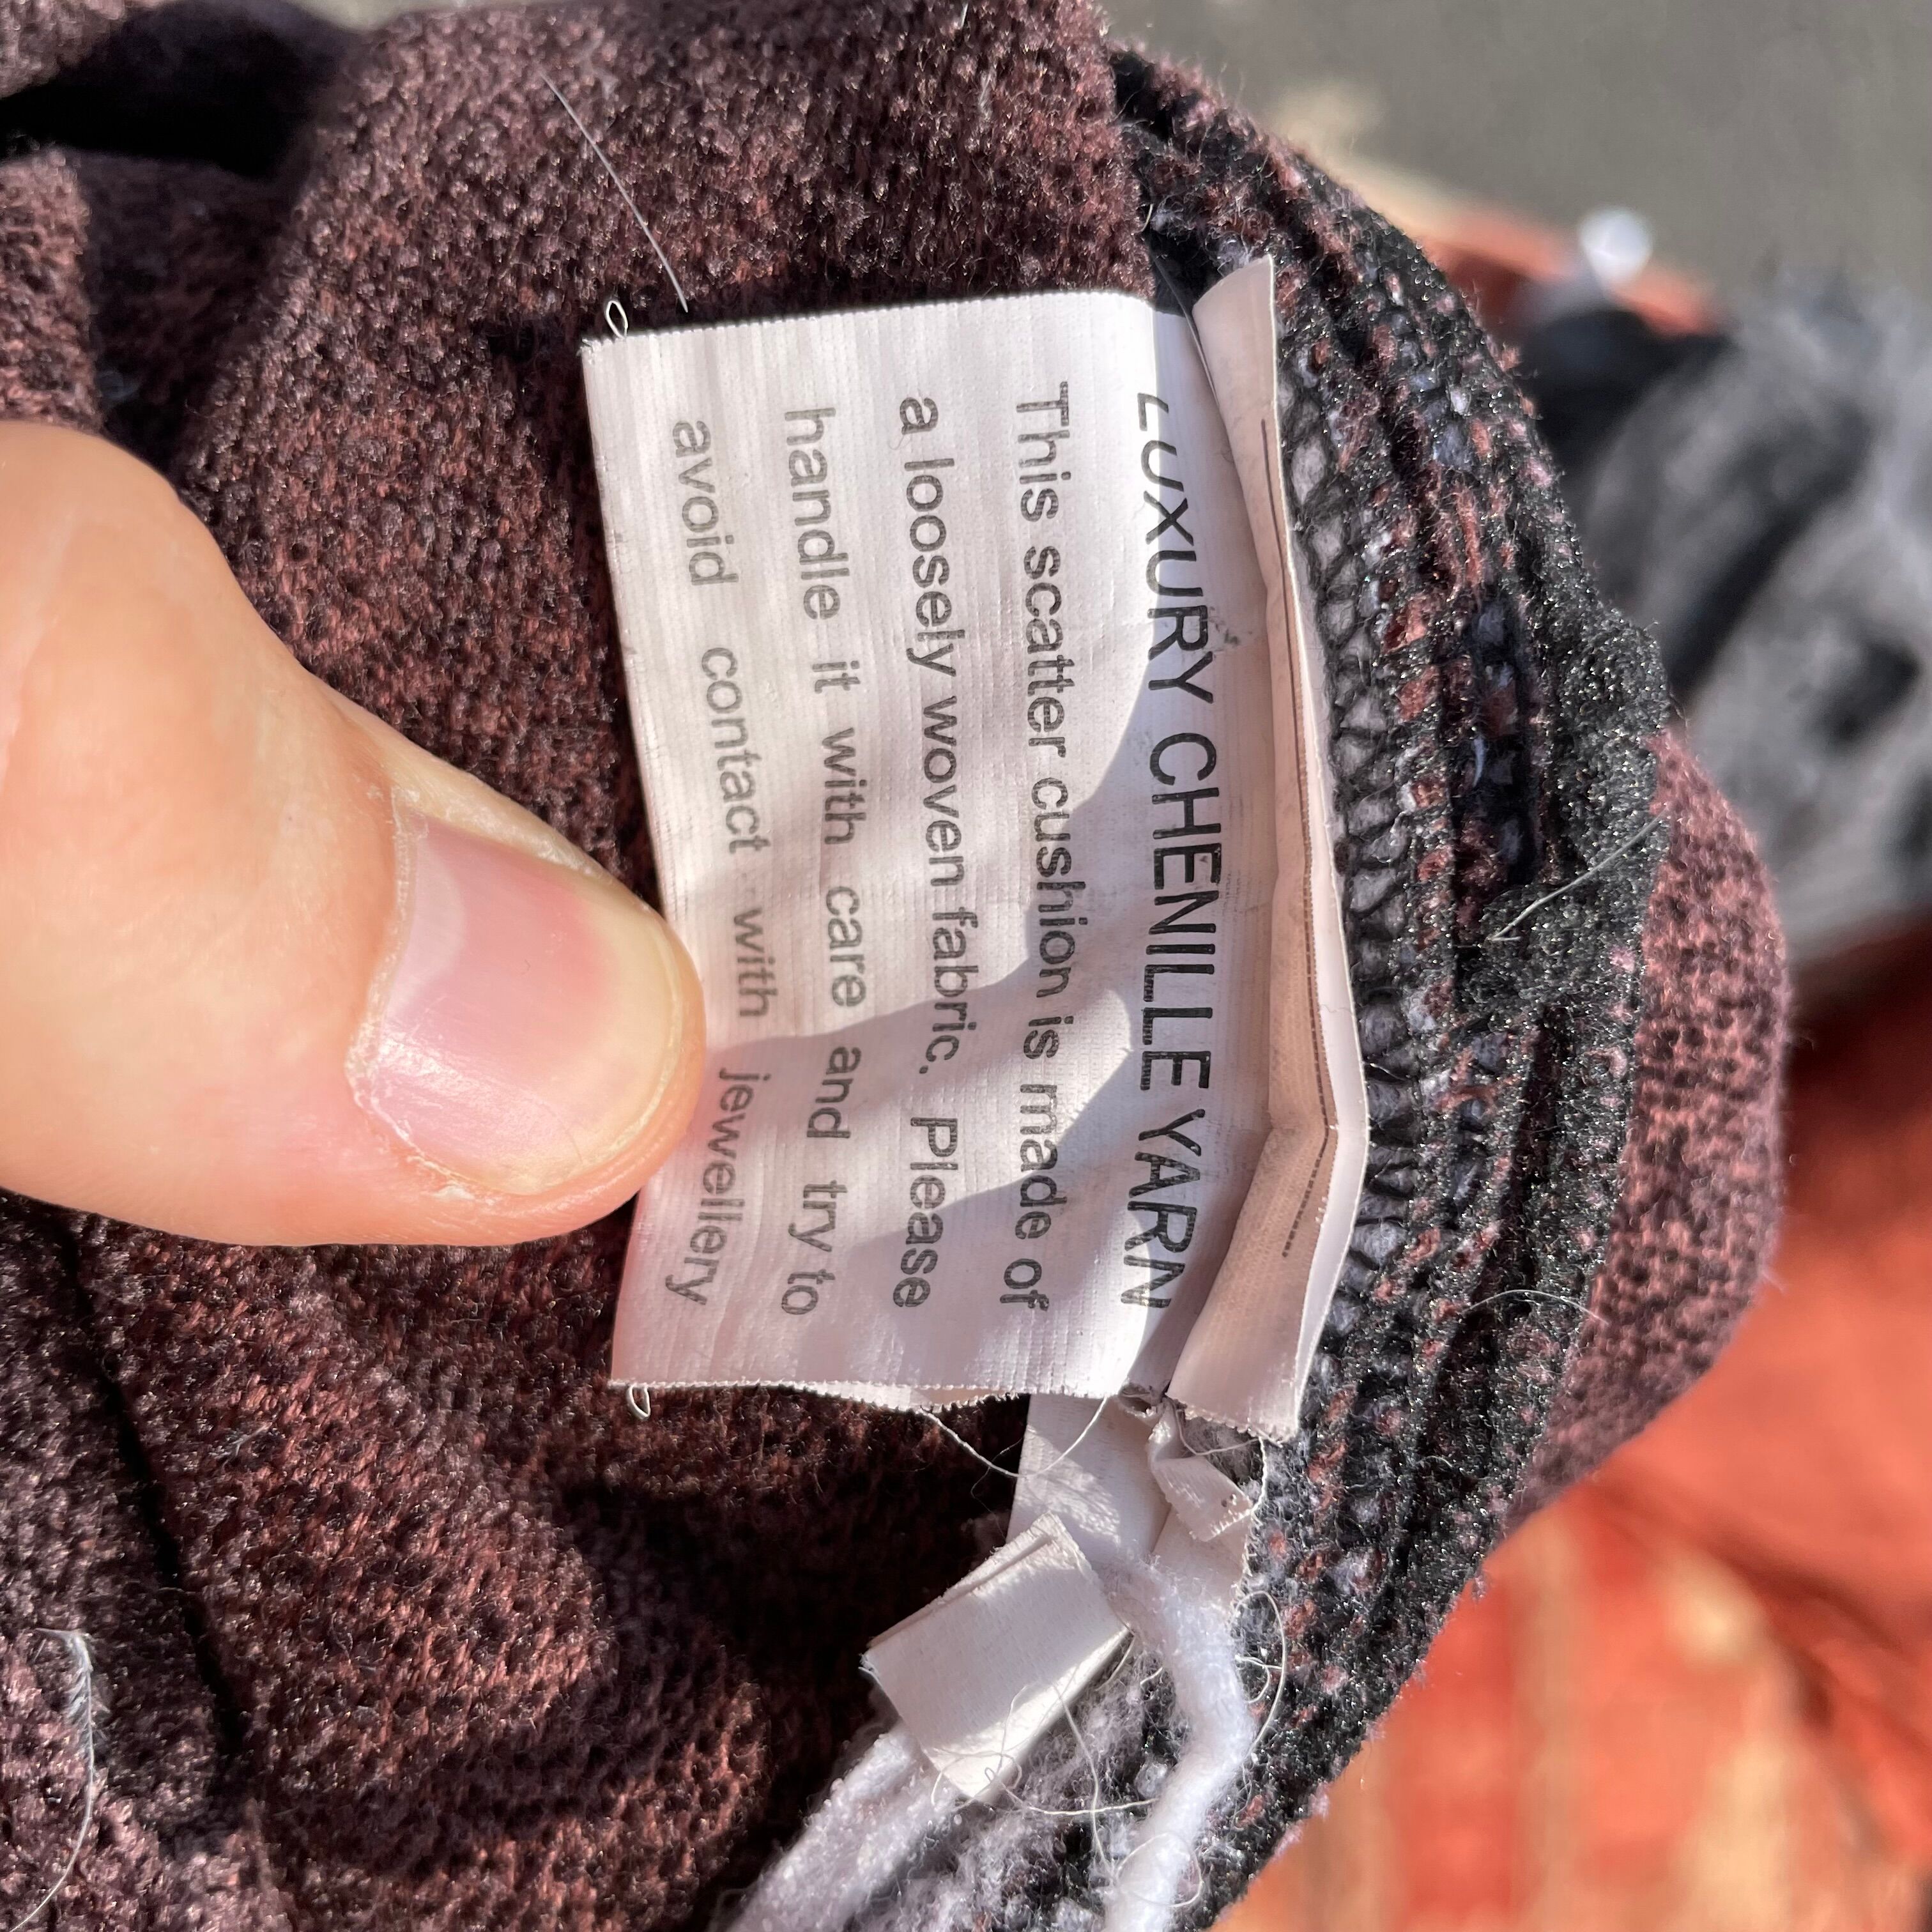 LUXURY CHENILLE YARN
This scatter cushion is made of
a loosely woven fabric. Please
handle it with care and try to
avoid contact with jewellery